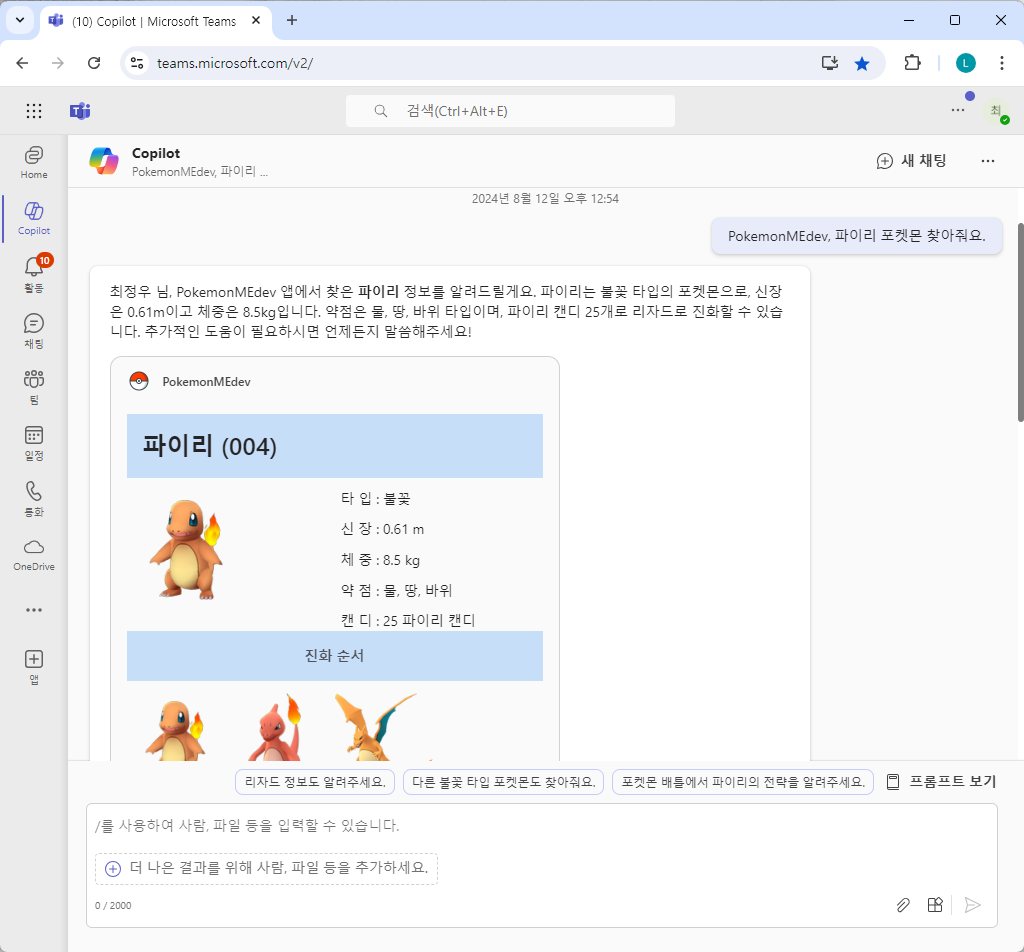 (10) Copilot | Microsoft Teams
teams.microsoft.com/v2/
L
검색(Ctrl+Alt+E)
최
Home
Copilot
10
활동
채팅
팀
일정
통화
OneDrive
앱
Copilot
PokemonMEdev, 파이리 ...
새 채팅
2024년 8월 12일 오후 12:54
PokemonMEdev, 파이리 포켓몬 찾아줘요.
최정우 님, PokemonMEdev 앱에서 찾은 파이리 정보를 알려드릴게요. 파이리는 불꽃 타입의 포켓몬으로, 신장
은 0.61m이고 체중은 8.5kg입니다. 약점은 물, 땅, 바위 타입이며, 파이리 캔디 25개로 리자드로 진화할 수 있습
니다. 추가적인 도움이 필요하시면 언제든지 말씀해주세요!
PokemonMEdev
파이리 (004)
타 입 : 불꽃
신 장 : 0.61 m
체 중 : 8.5 kg
약 점 : 물, 땅, 바위
캔 디 : 25 파이리 캔디
진화 순서
리자드 정보도 알려주세요.
다른 불꽃 타입 포켓몬도 찾아줘요.
포켓몬 배틀에서 파이리의 전략을 알려주세요.
프롬프트 보기
/를 사용하여 사람, 파일 등을 입력할 수 있습니다.
더 나은 결과를 위해 사람, 파일 등을 추가하세요.
0 / 2000